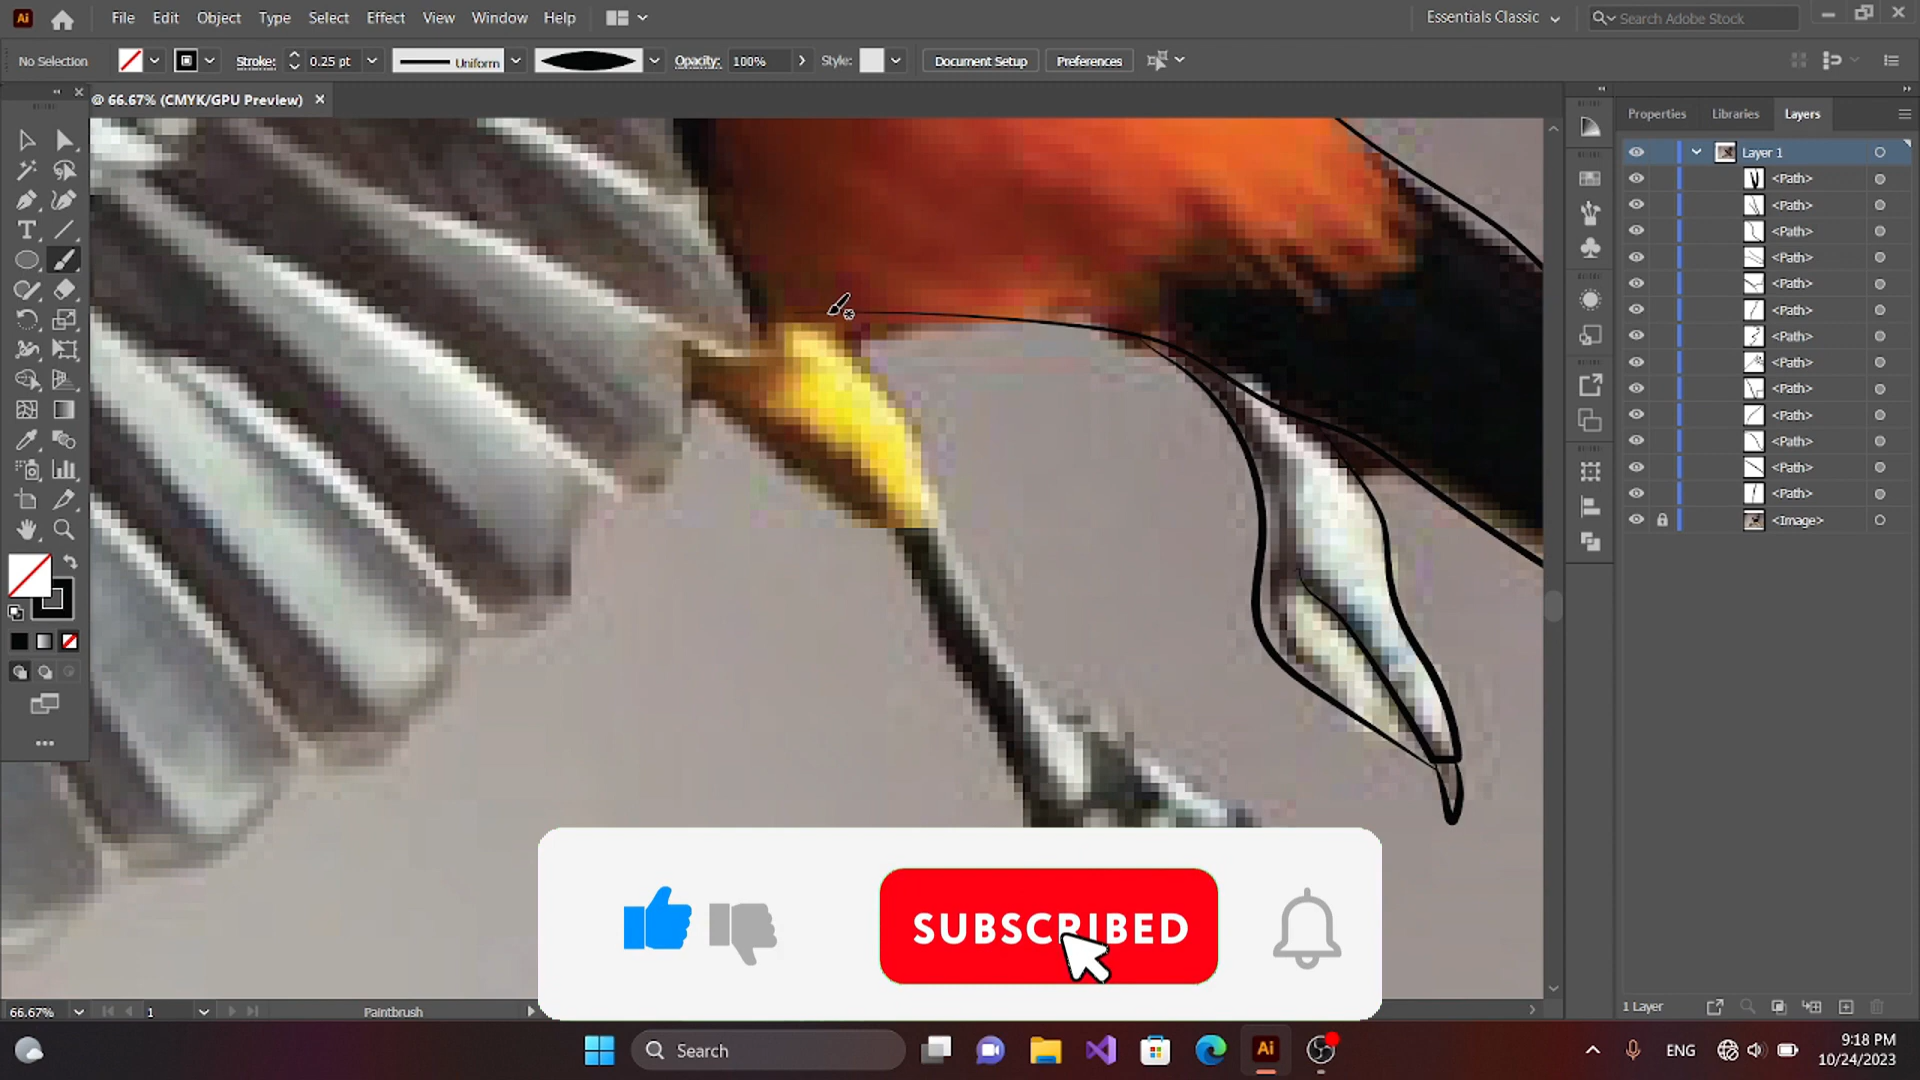 Ai File Edit Object Type Select Effect View Window Help Essentials Classic Search Adobe Stock
No Selection Stroke: 0.25 pt Uniform Opacity: 100% Style: Document Setup Preferences
@ 66.67% (CMYK/GPU Preview) ×
Properties Libraries Layers
Layer 1
<Path>
<Path>
<Path>
<Path>
<Path>
<Path>
<Path>
<Path>
<Path>
<Path>
<Path>
<Path>
<Path>
<Image>
SUBSCRIBED
66.67% 1 Paintbrush 1 Layer
Search Ai ENG 9:18 PM
10/24/2023